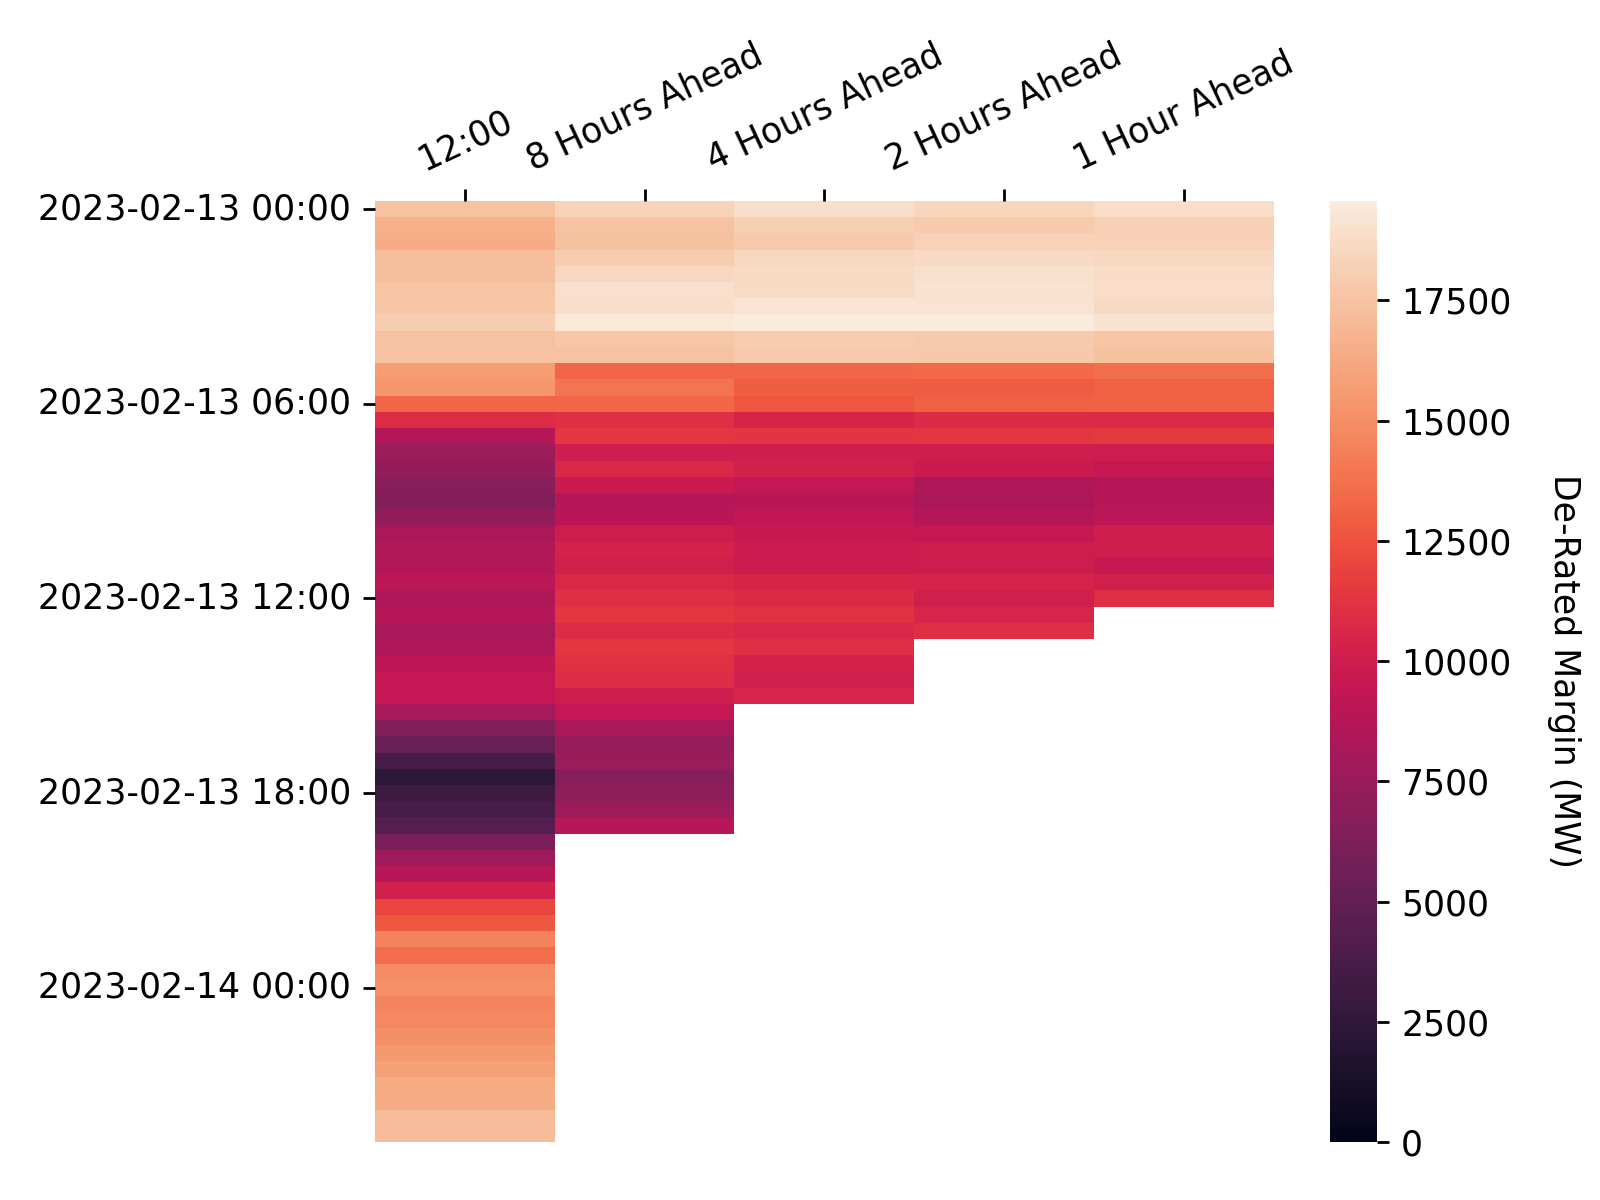 12:00
8 Hours Ahead
4 Hours Ahead
2 Hours Ahead
1 Hour Ahead
2023-02-13 00:00
2023-02-13 06:00
2023-02-13 12:00
2023-02-13 18:00
2023-02-14 00:00
17500
15000
12500
10000
7500
5000
2500
0
De-Rated Margin (MW)